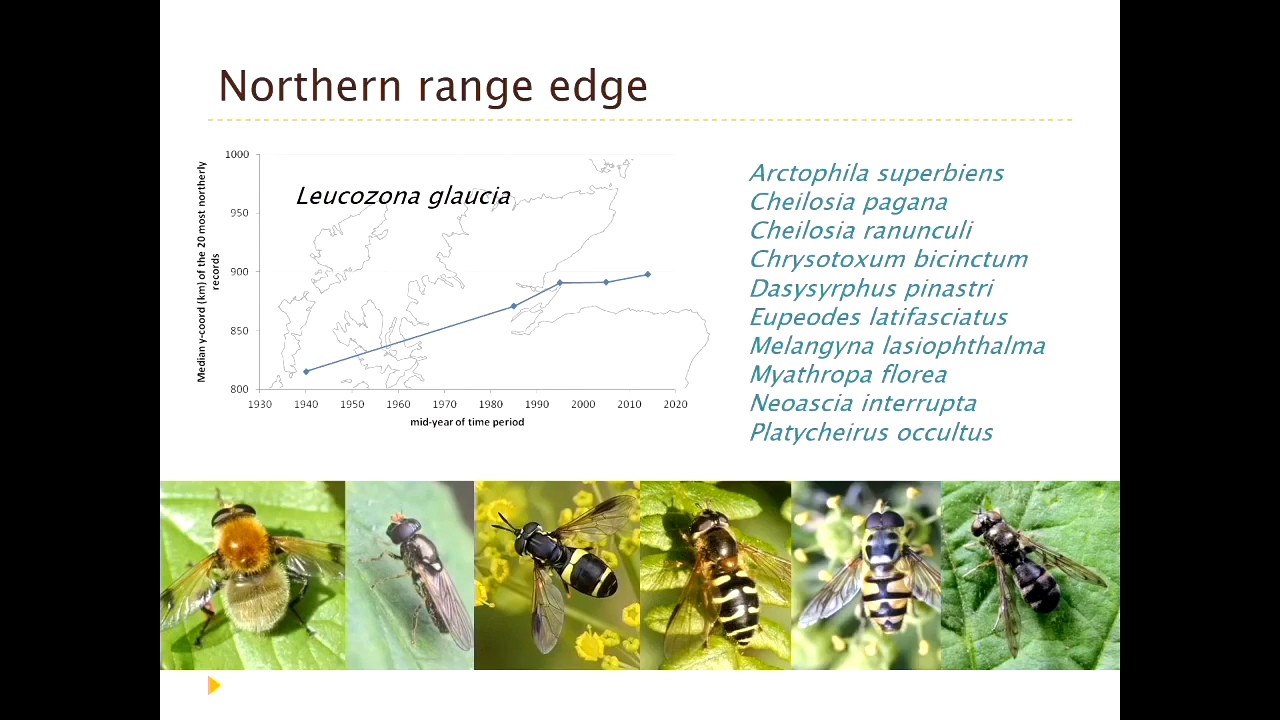 Northern range edge
Median y-coord (km) of the 20 most northerly
records
1000
950
900
850
800
Leucozona glaucia
1930 1940 1950 1960 1970 1980 1990 2000 2010 2020
mid-year of time period
Arctophila superbiens
Cheilosia pagana
Cheilosia ranunculi
Chrysotoxum bicinctum
Dasysyrphus pinastri
Eupeodes latifasciatus
Melangyna lasiophthalma
Myathropa florea
Neoascia interrupta
Platycheirus occultus